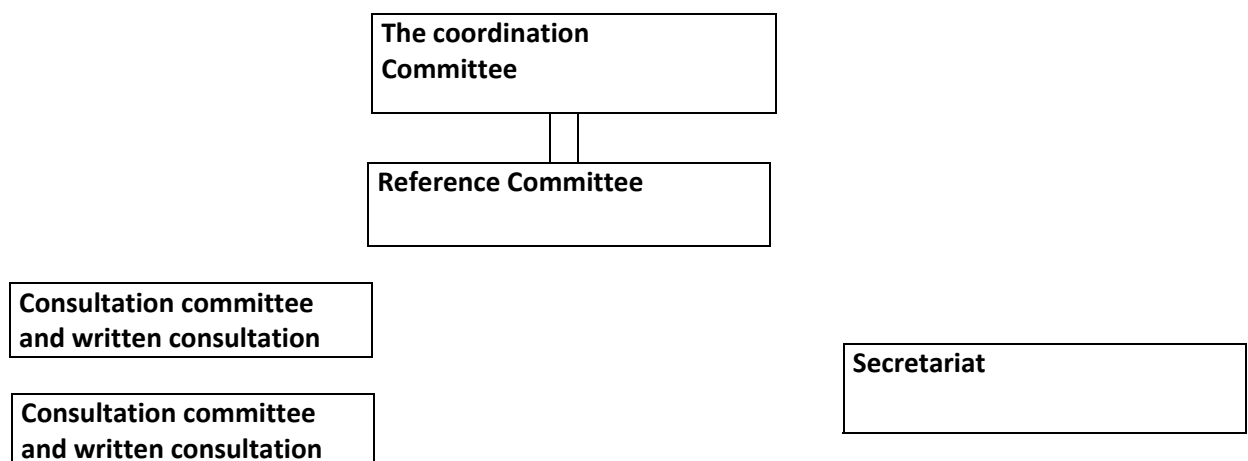 The coordination
Committee
Reference Committee
Consultation committee
and written consultation
Secretariat
Consultation committee
and written consultation